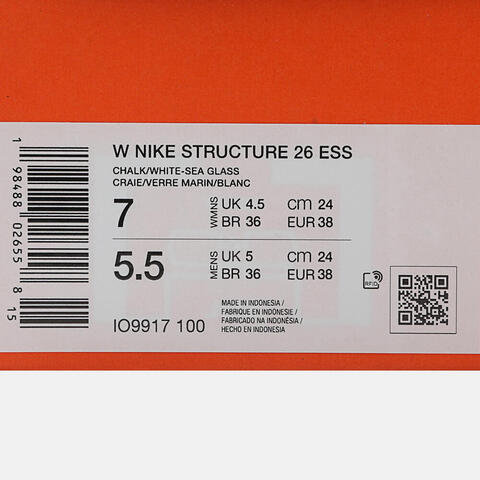 W NIKE STRUCTURE 26 ESS
CHALK/WHITE-SEA GLASS
CRAIE/VERRE MARIN/BLANC
7 WMNS UK 4.5 cm 24
BR 36 EUR 38
5.5 MENS UK 5 cm 24
BR 36 EUR 38
IO9917 100
MADE IN INDONESIA /
FABRIQUE EN INDONESIE /
FABRICADO NA INDONÉSIA /
HECHO EN INDONESIA
RFID
1 98488 02655 8 15